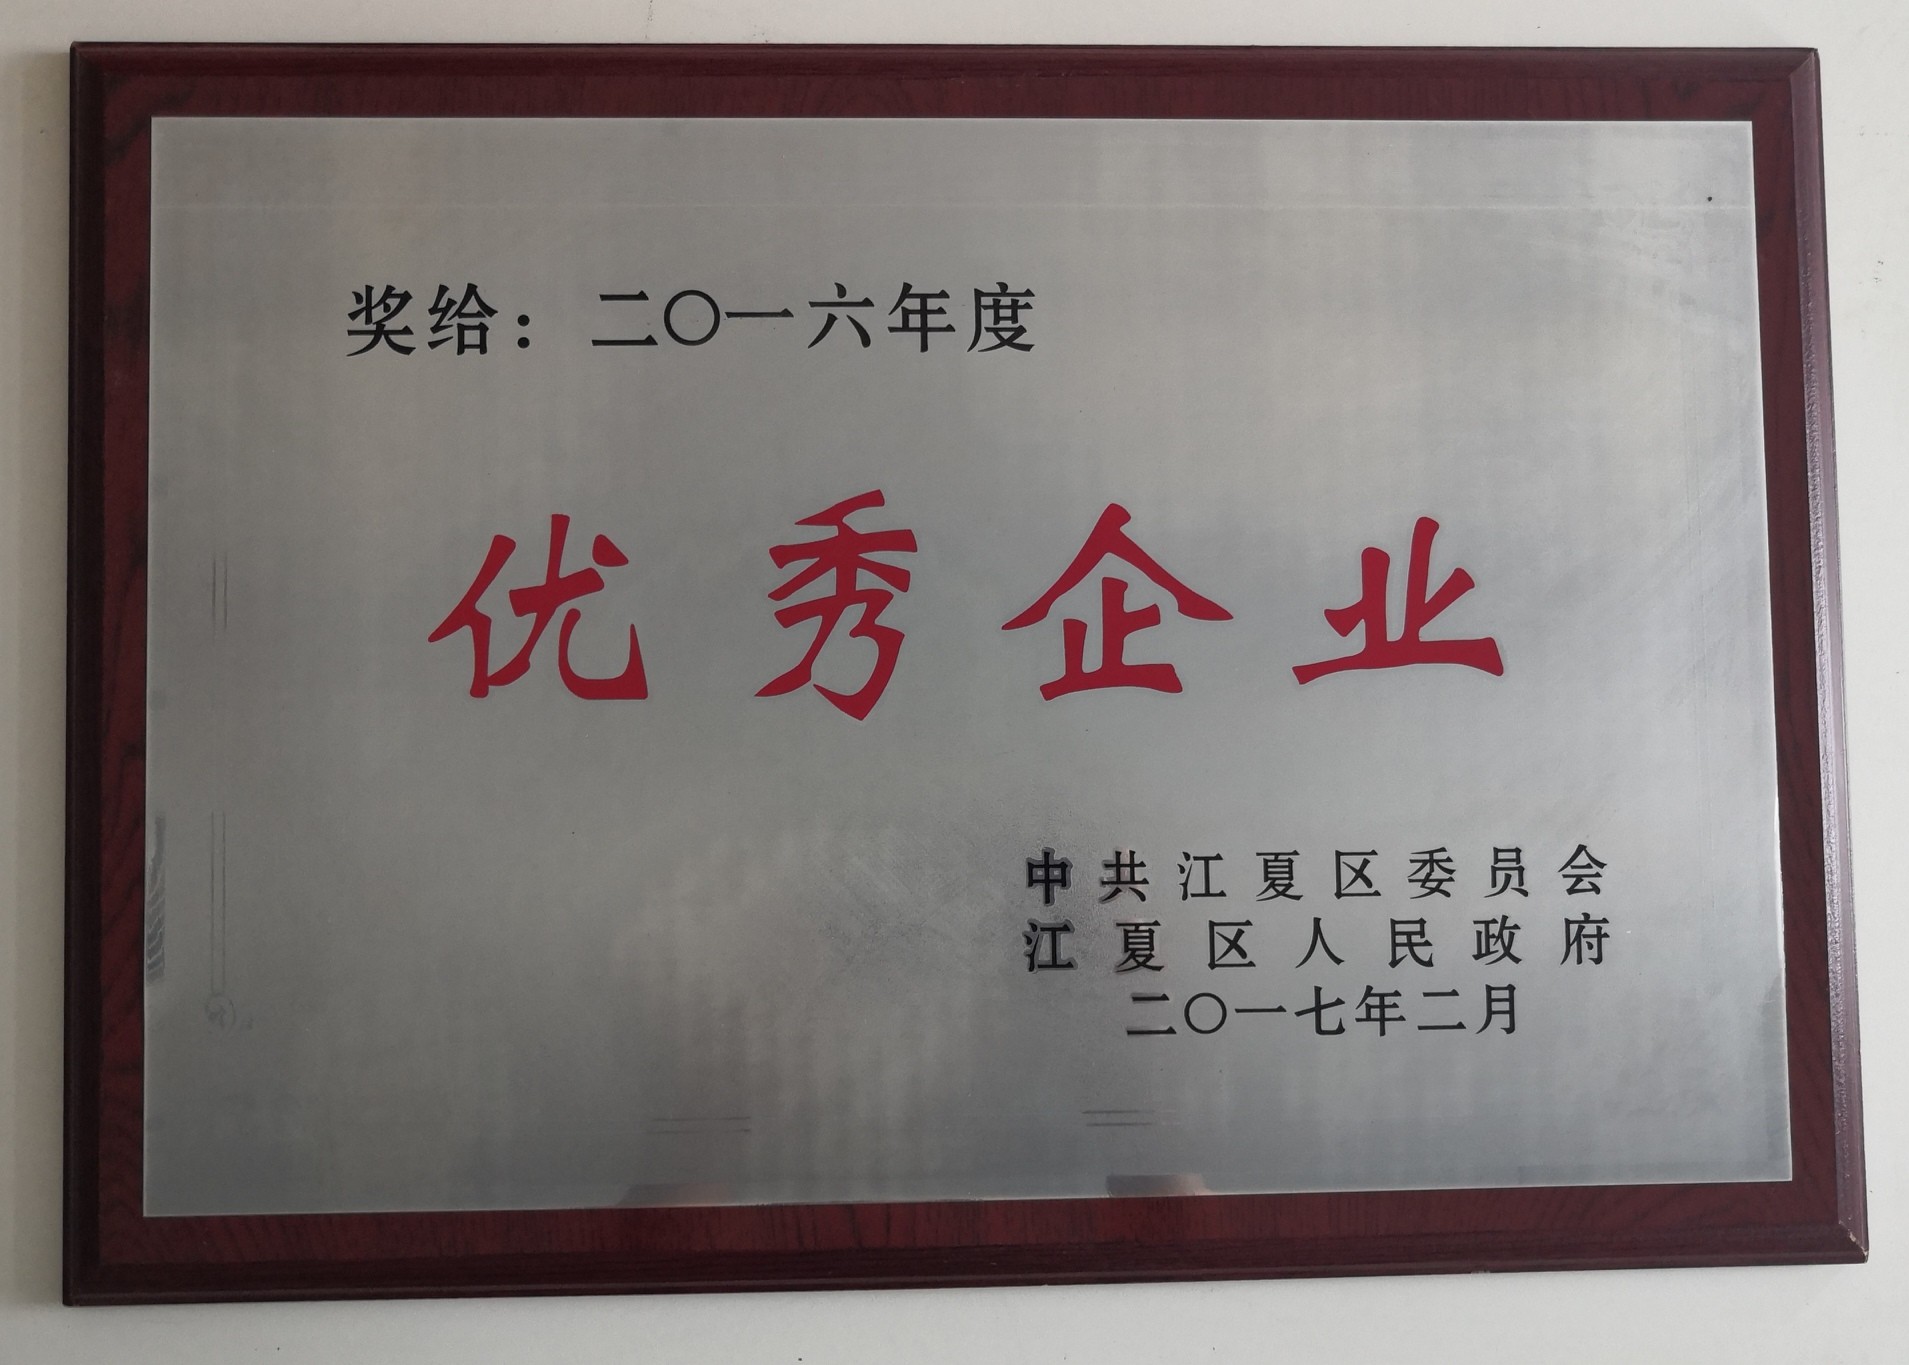 奖给：二〇一六年度
优秀企业
中共江夏区委员会
江夏区人民政府
二〇一七年二月